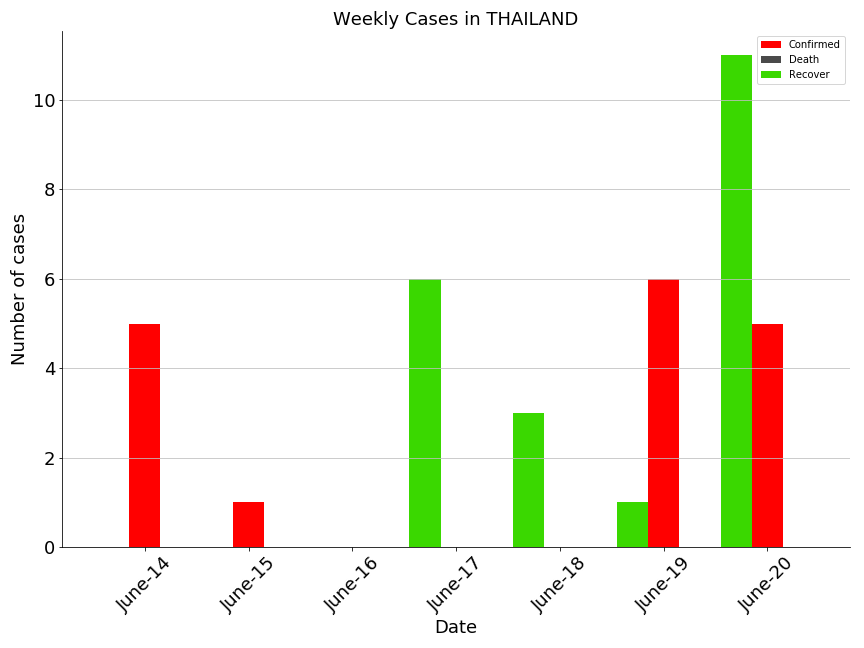 Weekly Cases in THAILAND
Confirmed
Death
Recover
Number of cases
10
8
6
4
2
0
June-14
June-15
June-16
June-17
June-18
June-19
June-20
Date